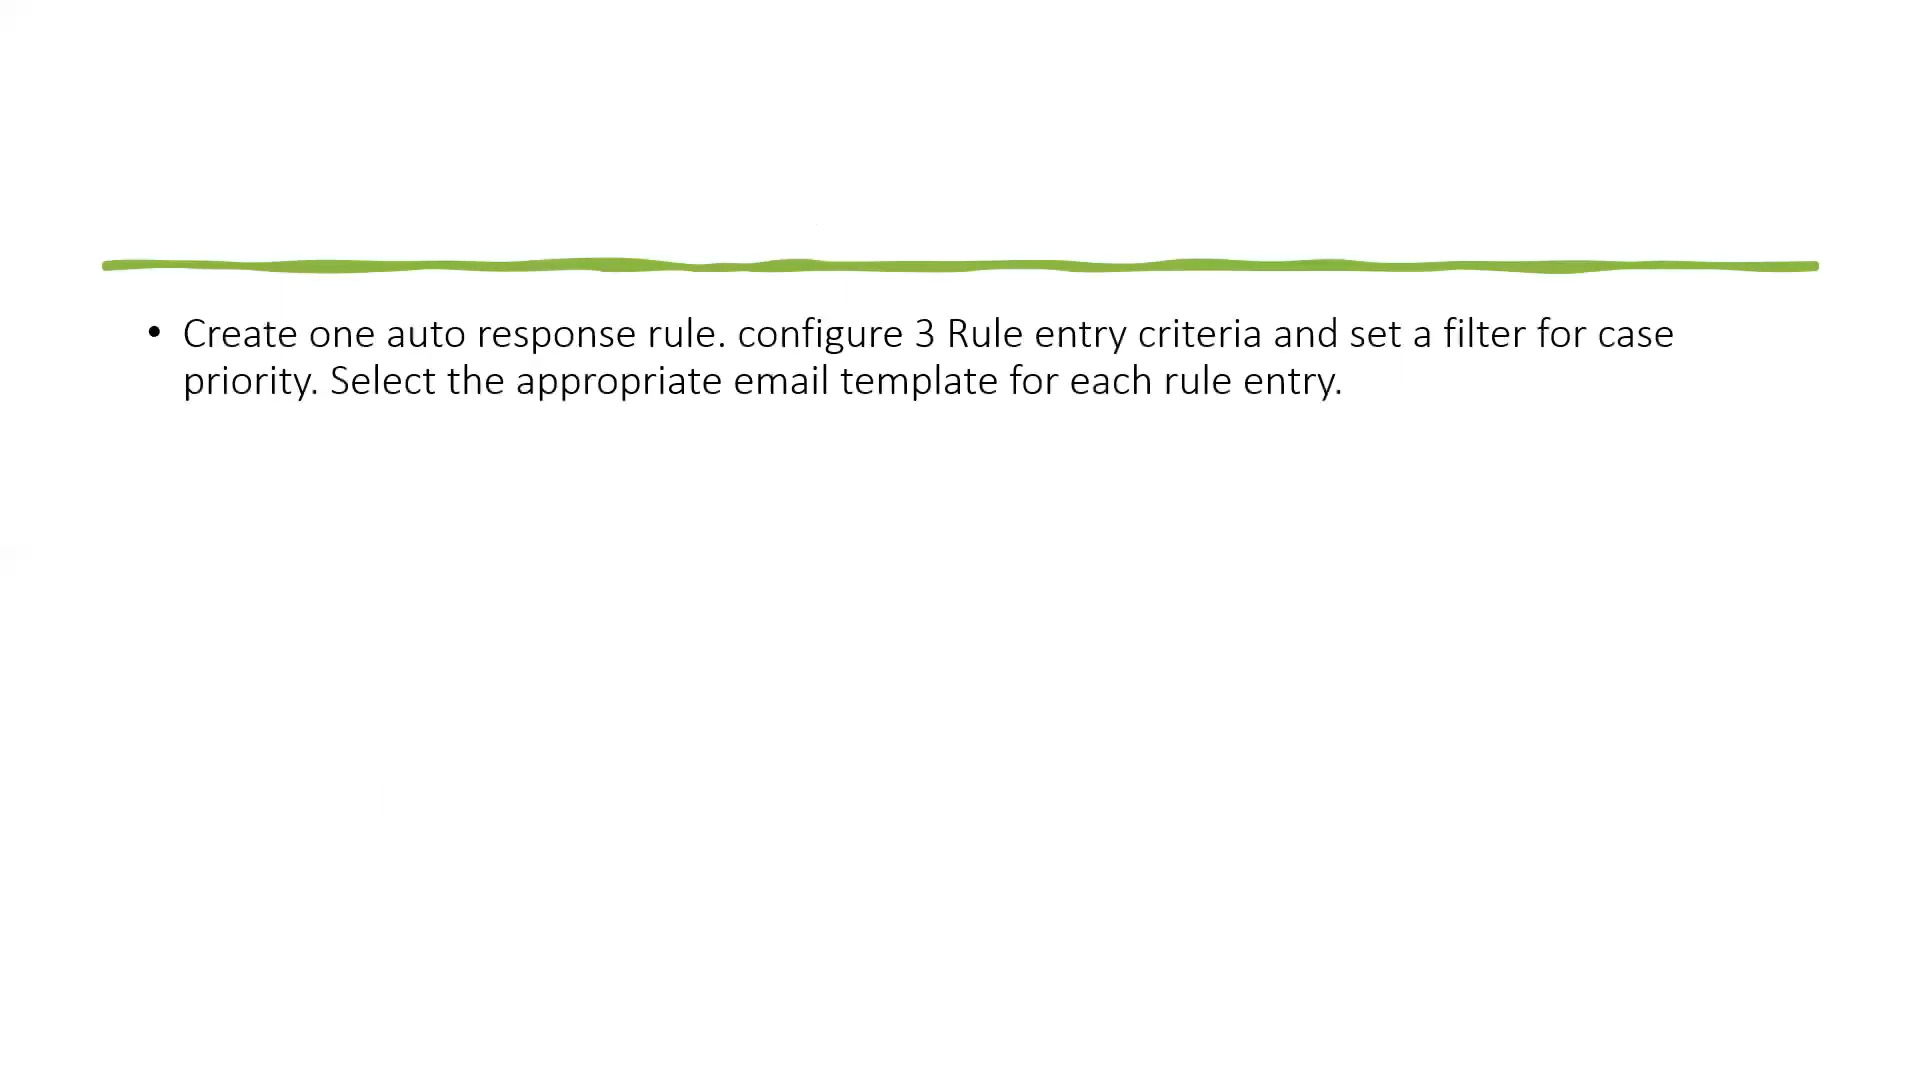 • Create one auto response rule. configure 3 Rule entry criteria and set a filter for case
priority. Select the appropriate email template for each rule entry.